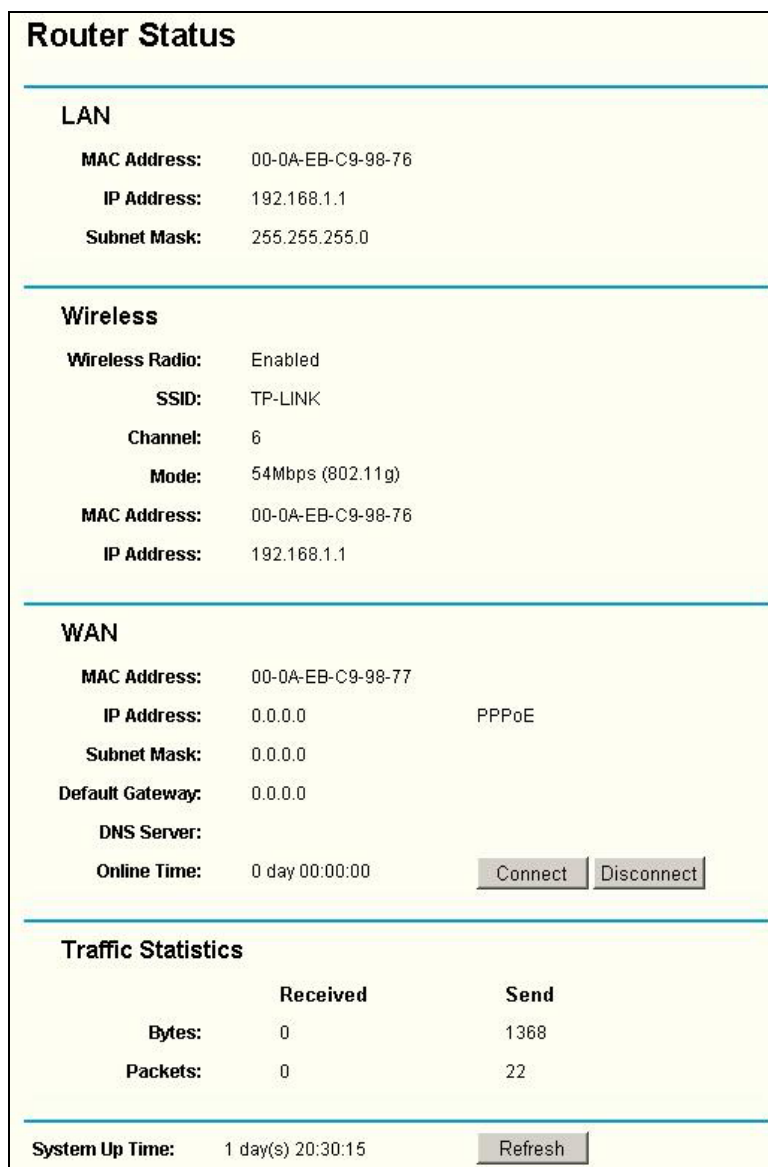 Router Status
LAN
MAC Address: 00-0A-EB-C9-98-76
IP Address: 192.168.1.1
Subnet Mask: 255.255.255.0
Wireless
Wireless Radio: Enabled
SSID: TP-LINK
Channel: 6
Mode: 54Mbps (802.11g)
MAC Address: 00-0A-EB-C9-98-76
IP Address: 192.168.1.1
WAN
MAC Address: 00-0A-EB-C9-98-77
IP Address: 0.0.0.0 PPPoE
Subnet Mask: 0.0.0.0
Default Gateway: 0.0.0.0
DNS Server:
Online Time: 0 day 00:00:00 Connect Disconnect
Traffic Statistics
Received Send
Bytes: 0 1368
Packets: 0 22
System Up Time: 1 day(s) 20:30:15 Refresh